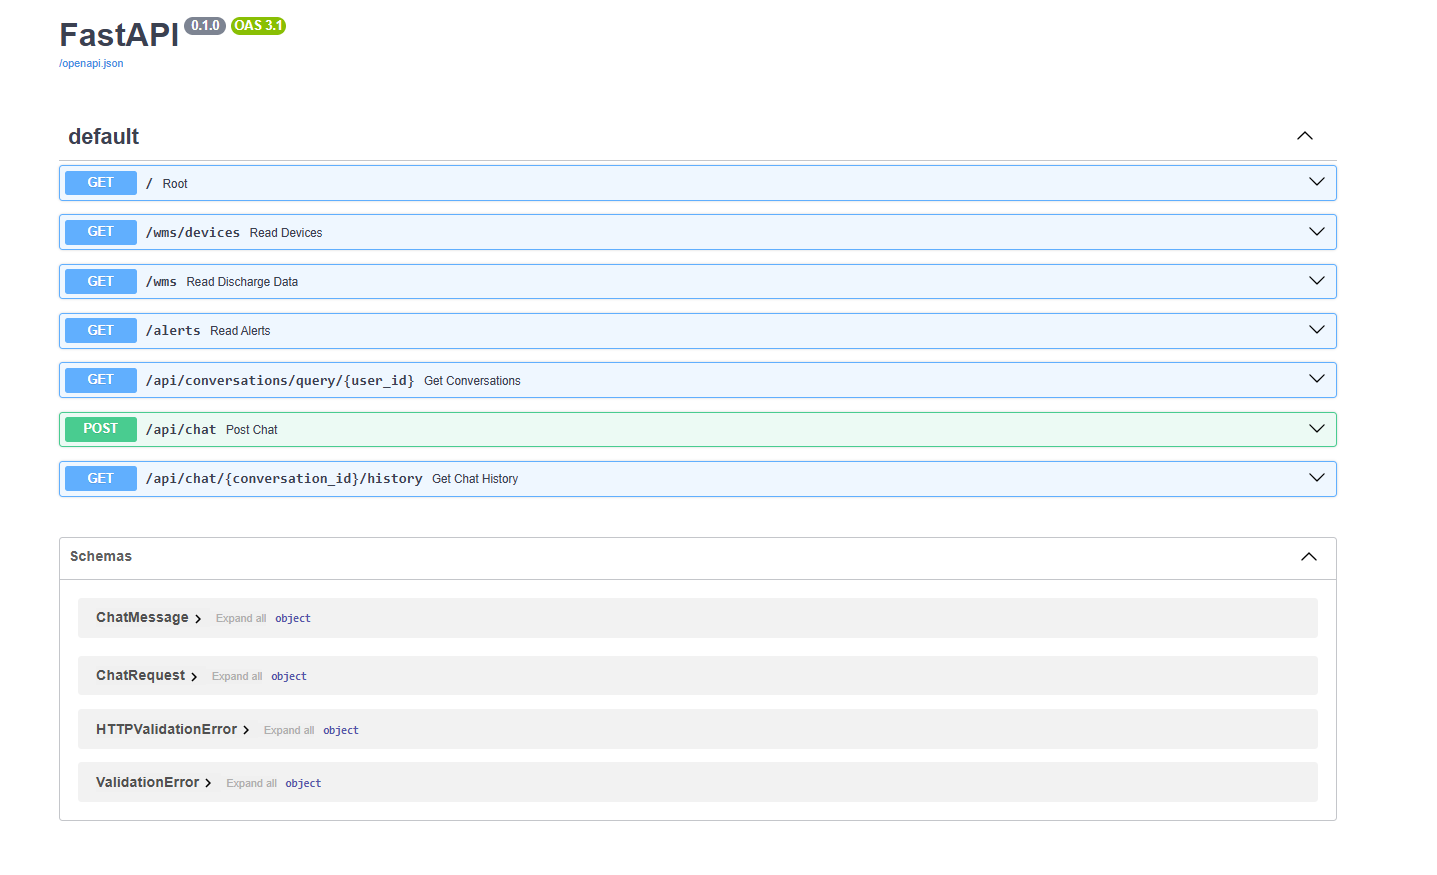 FastAPI 0.1.0 OAS 3.1
/openapi.json
default
GET / Root
GET /wms/devices Read Devices
GET /wms Read Discharge Data
GET /alerts Read Alerts
GET /api/conversations/query/{user_id} Get Conversations
POST /api/chat Post Chat
GET /api/chat/{conversation_id}/history Get Chat History
Schemas
ChatMessage Expand all object
ChatRequest Expand all object
HTTPValidationError Expand all object
ValidationError Expand all object